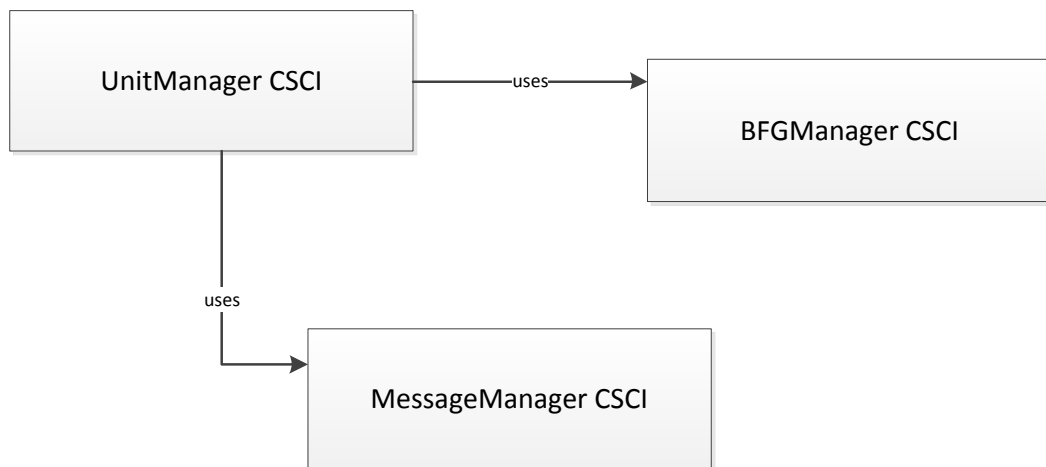 UnitManager CSCI
uses
BFGManager CSCI
uses
MessageManager CSCI